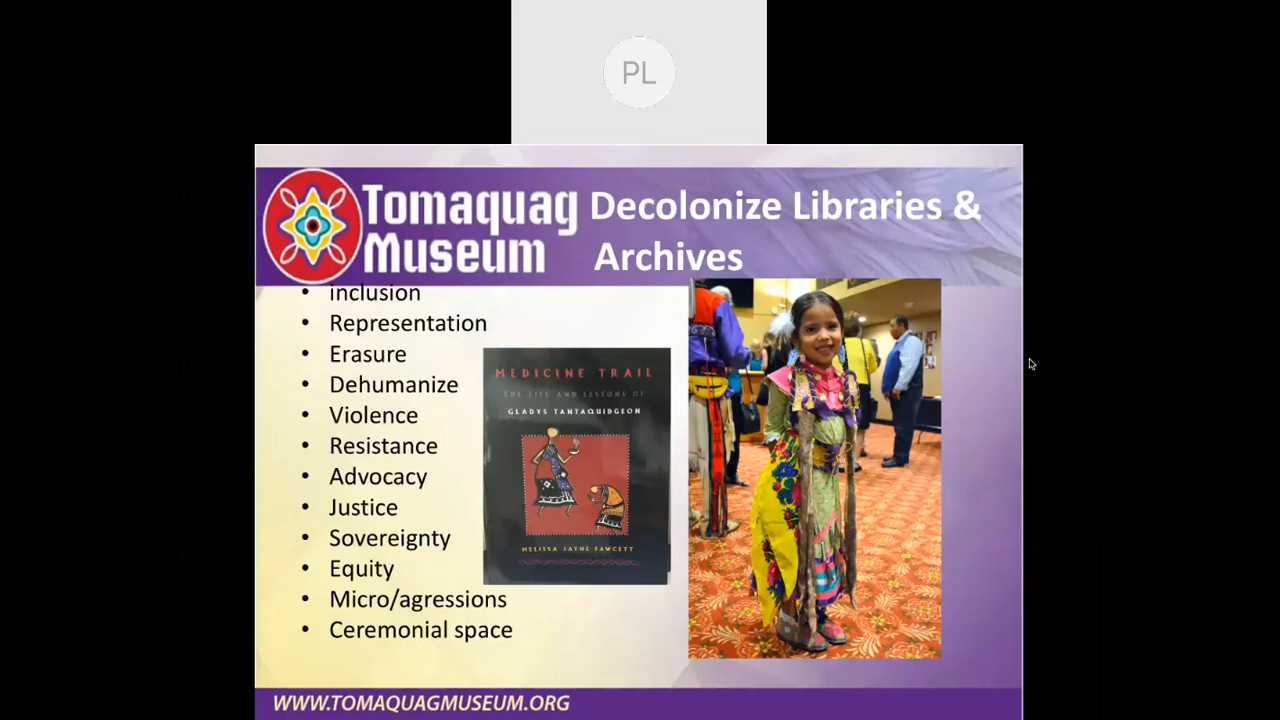 PL
Tomaquag
Museum
Decolonize Libraries &
Archives
• inclusion
• Representation
• Erasure
• Dehumanize
• Violence
• Resistance
• Advocacy
• Justice
• Sovereignty
• Equity
• Micro/agressions
• Ceremonial space
MEDICINE TRAIL
THE LIFE AND LESSONS OF
GLADYS TANTAQUIDGEON
MELISSA JAYNE FAWCETT
WWW.TOMAQUAGMUSEUM.ORG